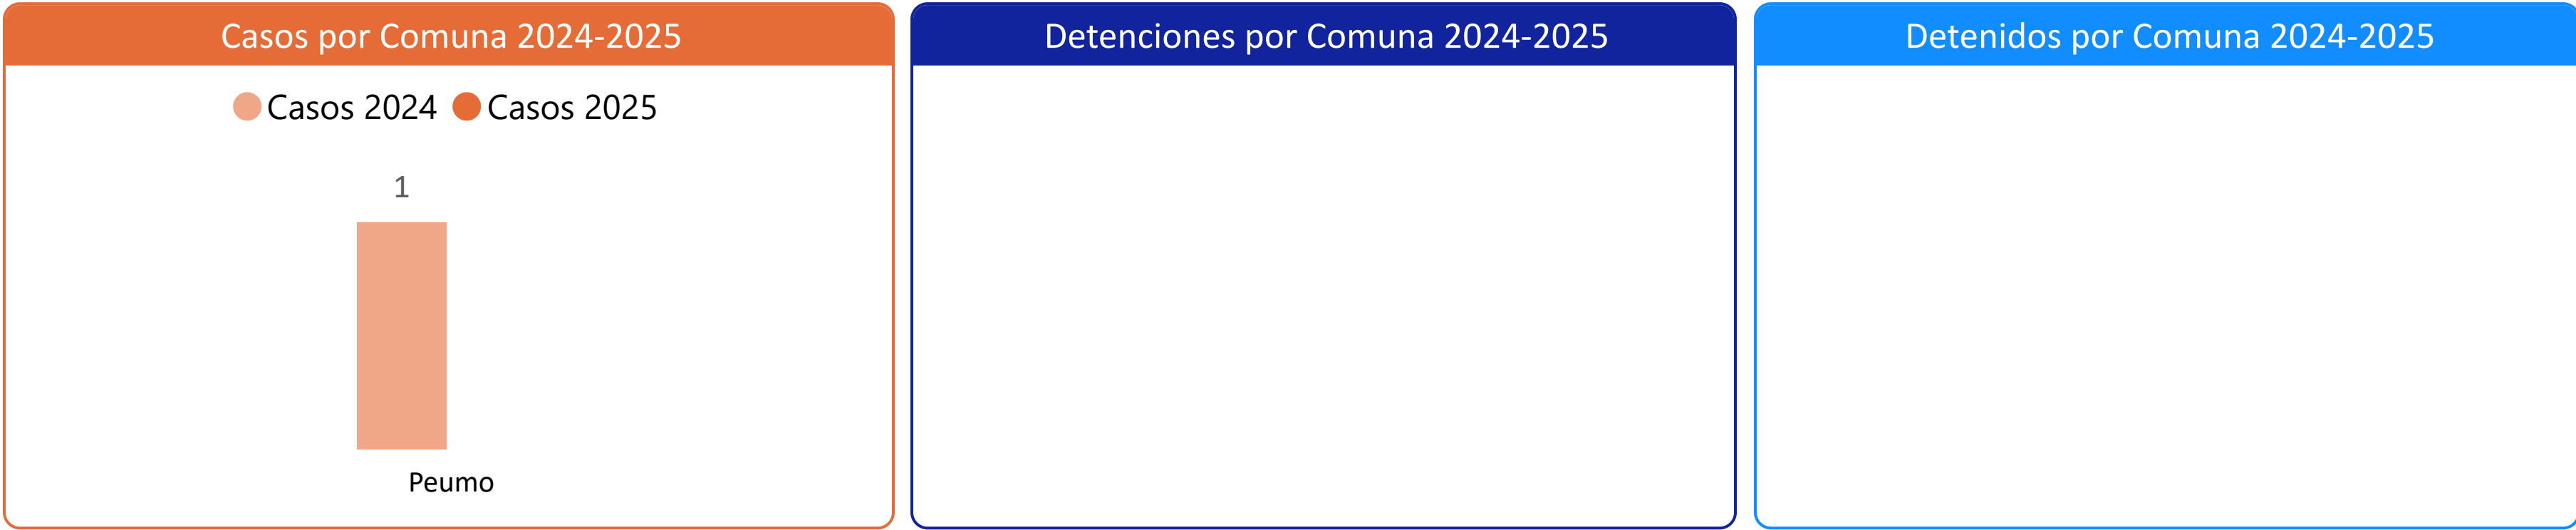 Casos por Comuna 2024-2025
Casos 2024 Casos 2025
1
Peumo
Detenciones por Comuna 2024-2025
Detenidos por Comuna 2024-2025